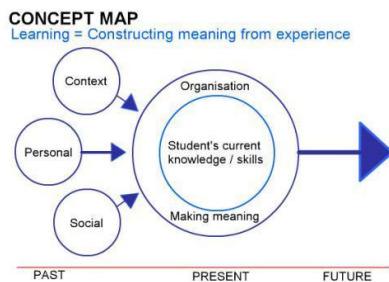 CONCEPT MAP
Learning = Constructing meaning from experience
Context
Organisation
Personal
Student's current
knowledge / skills
Social
Making meaning
PAST
PRESENT
FUTURE